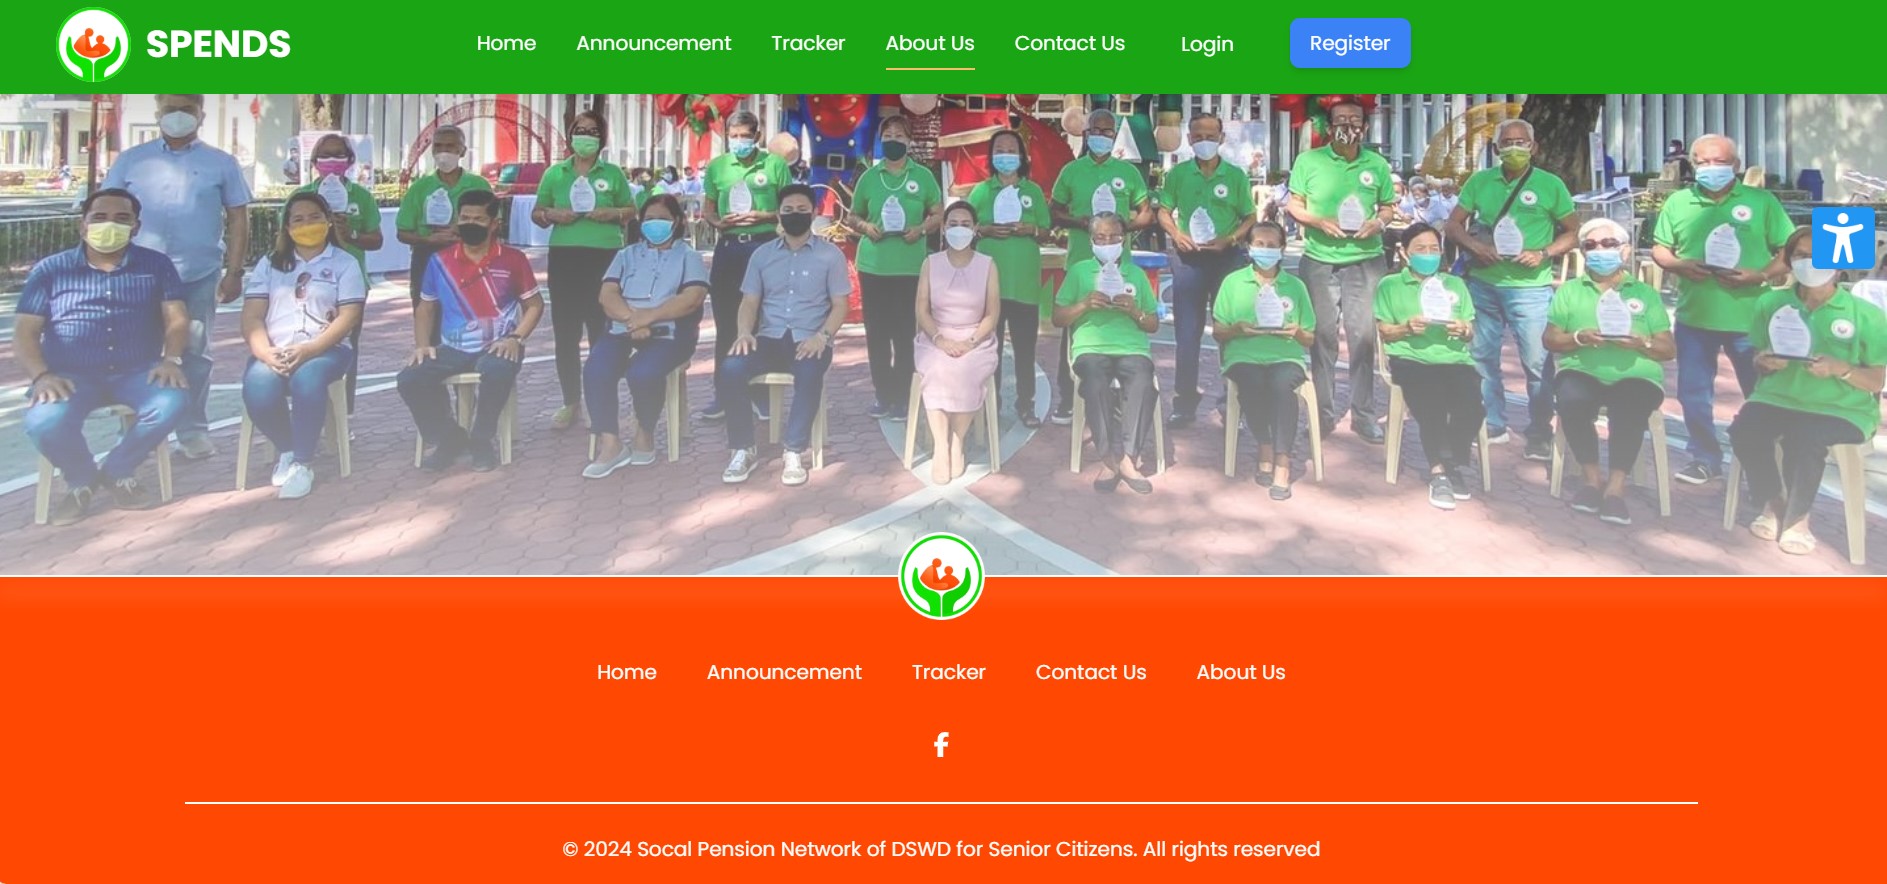 SPENDS
Home Announcement Tracker About Us Contact Us Login Register
Home Announcement Tracker Contact Us About Us
© 2024 Socal Pension Network of DSWD for Senior Citizens. All rights reserved